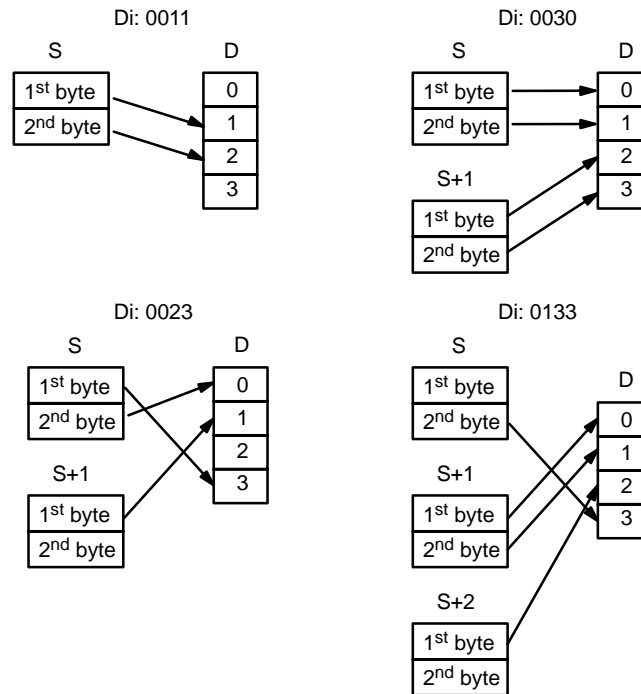 Di: 0011
S
D
1st byte
2nd byte
0
1
2
3
Di: 0030
S
D
1st byte
2nd byte
S+1
1st byte
2nd byte
0
1
2
3
Di: 0023
S
D
1st byte
2nd byte
S+1
1st byte
2nd byte
0
1
2
3
Di: 0133
S
D
1st byte
2nd byte
S+1
1st byte
2nd byte
S+2
1st byte
2nd byte
0
1
2
3